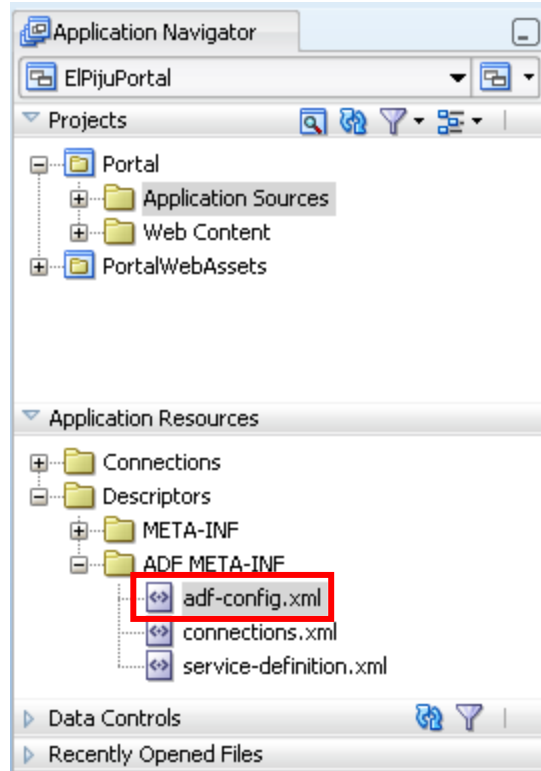 Application Navigator
ElPijuPortal
Projects
Portal
Application Sources
Web Content
PortalWebAssets
Application Resources
Connections
Descriptors
META-INF
ADF META-INF
adf-config.xml
connections.xml
service-definition.xml
Data Controls
Recently Opened Files